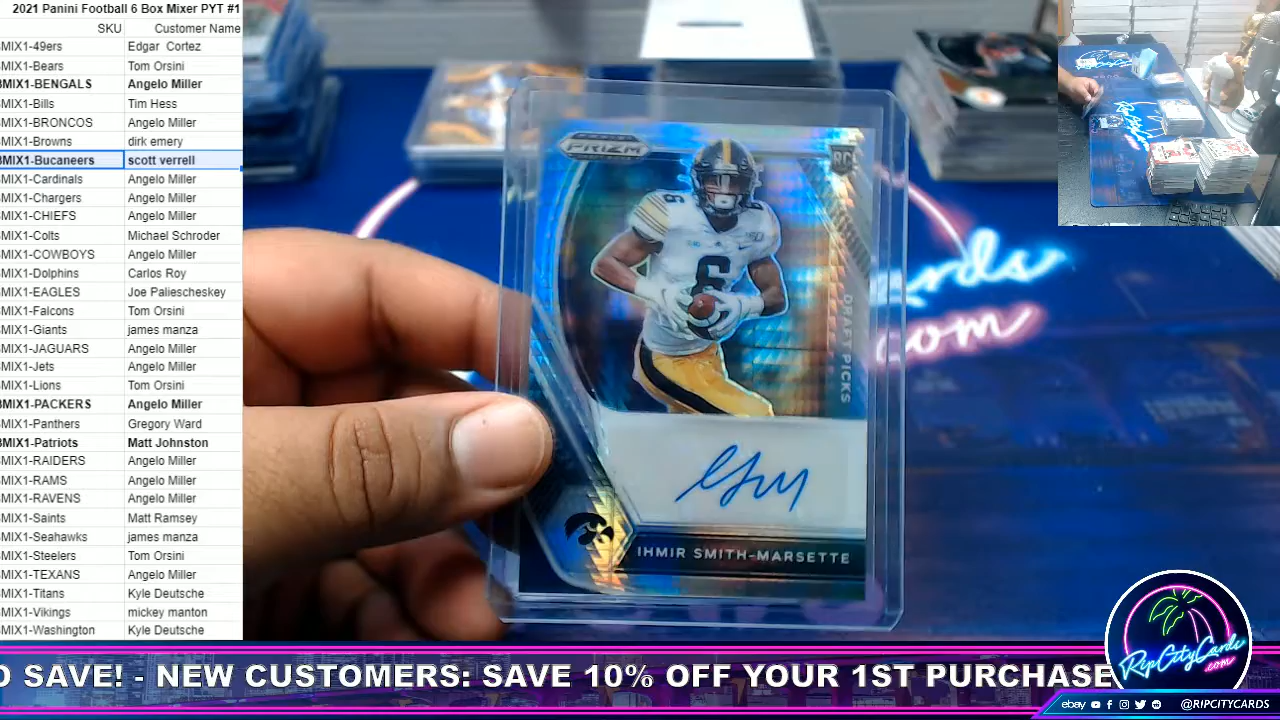 2021 Panini Football 6 Box Mixer PYT #1
SKU Customer Name
MIX1-49ers Edgar Cortez
MIX1-Bears Tom Orsini
MIX1-BENGALS Angelo Miller
MIX1-Bills Tim Hess
MIX1-BRONCOS Angelo Miller
MIX1-Browns dirk emery
MIX1-Bucaneers scott verrell
MIX1-Cardinals Angelo Miller
MIX1-Chargers Angelo Miller
MIX1-CHIEFS Angelo Miller
MIX1-Colts Michael Schroder
MIX1-COWBOYS Angelo Miller
MIX1-Dolphins Carlos Roy
MIX1-EAGLES Joe Paliescheskey
MIX1-Falcons Tom Orsini
MIX1-Giants james manza
MIX1-JAGUARS Angelo Miller
MIX1-Jets Angelo Miller
MIX1-Lions Tom Orsini
MIX1-PACKERS Angelo Miller
MIX1-Panthers Gregory Ward
MIX1-Patriots Matt Johnston
MIX1-RAIDERS Angelo Miller
MIX1-RAMS Angelo Miller
MIX1-RAVENS Angelo Miller
MIX1-Saints Matt Ramsey
MIX1-Seahawks james manza
MIX1-Steelers Tom Orsini
MIX1-TEXANS Angelo Miller
MIX1-Titans Kyle Deutsche
MIX1-Vikings mickey manton
MIX1-Washington Kyle Deutsche
PRIZM
RC
6
6
DRAFT PICKS
IHMIR SMITH-MARSETTE
com
O SAVE! - NEW CUSTOMERS: SAVE 10% OFF YOUR 1ST PURCHASE
RipCityCards
.com
ebay @RIPCITYCARDS